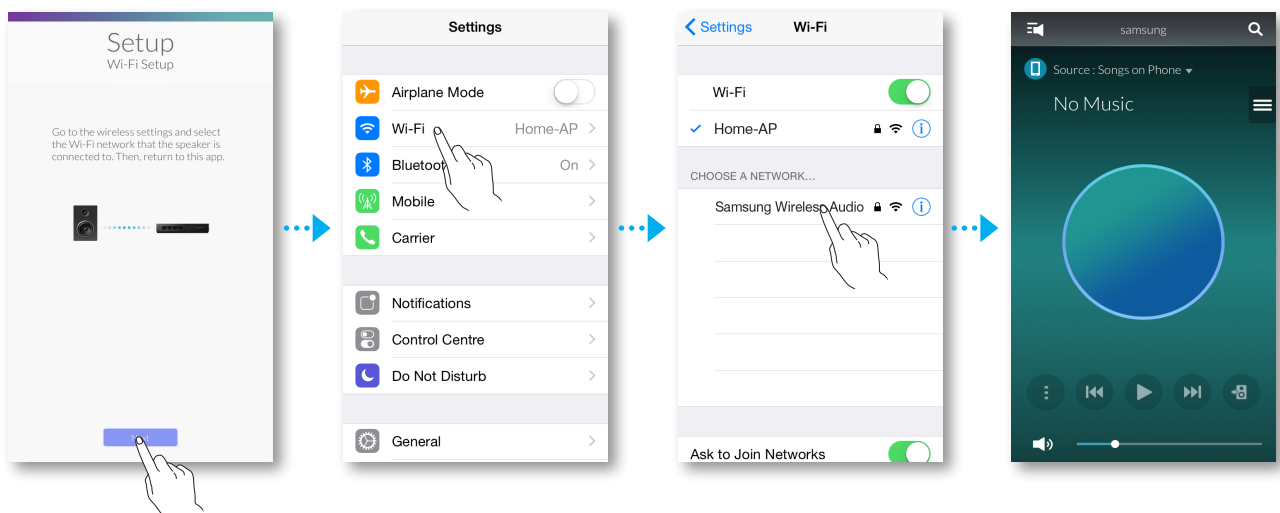 Setup
Wi-Fi Setup
Go to the wireless settings and select
the Wi-Fi network that the speaker is
connected to. Then, return to this app.
Settings
Airplane Mode
Wi-Fi Home-AP
On
Mobile
Carrier
Notifications
Control Centre
Do Not Disturb
General
Settings Wi-Fi
Wi-Fi
Home-AP
CHOOSE A NETWORK...
Samsung Wireless Audio
Ask to Join Networks
samsung
Source : Songs on Phone
No Music